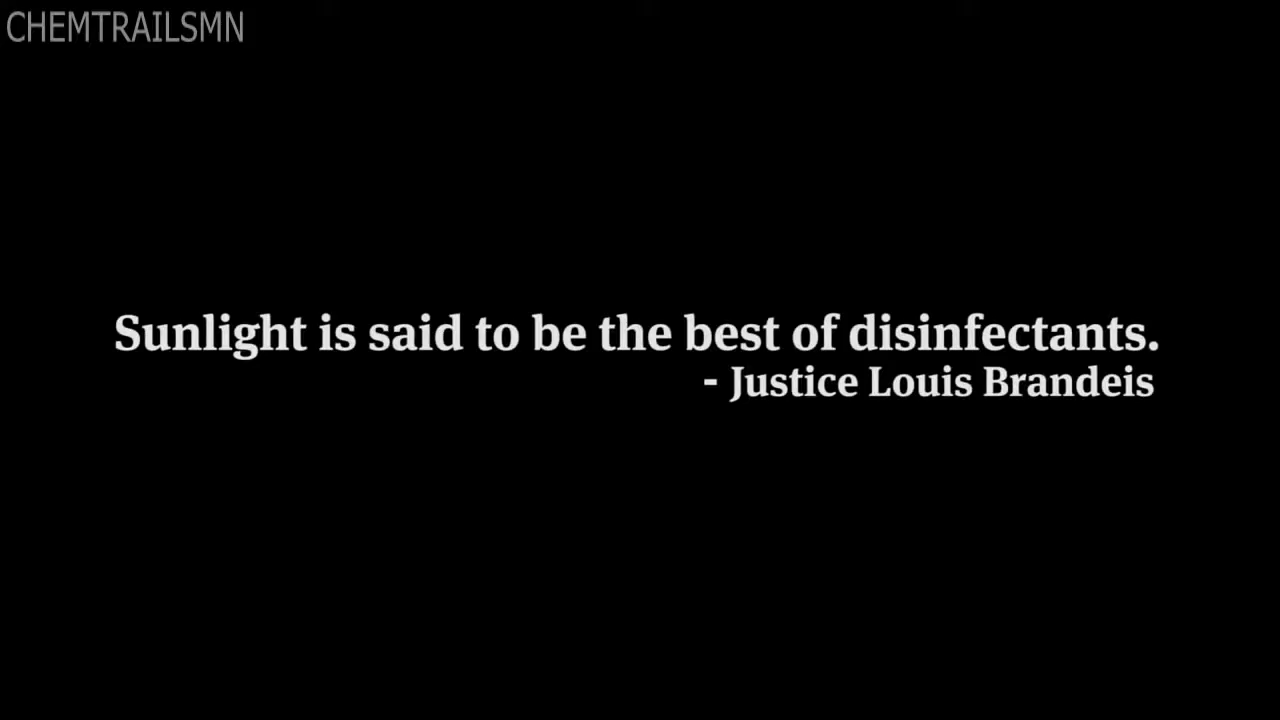 CHEMTRAILSMN
Sunlight is said to be the best of disinfectants.
- Justice Louis Brandeis